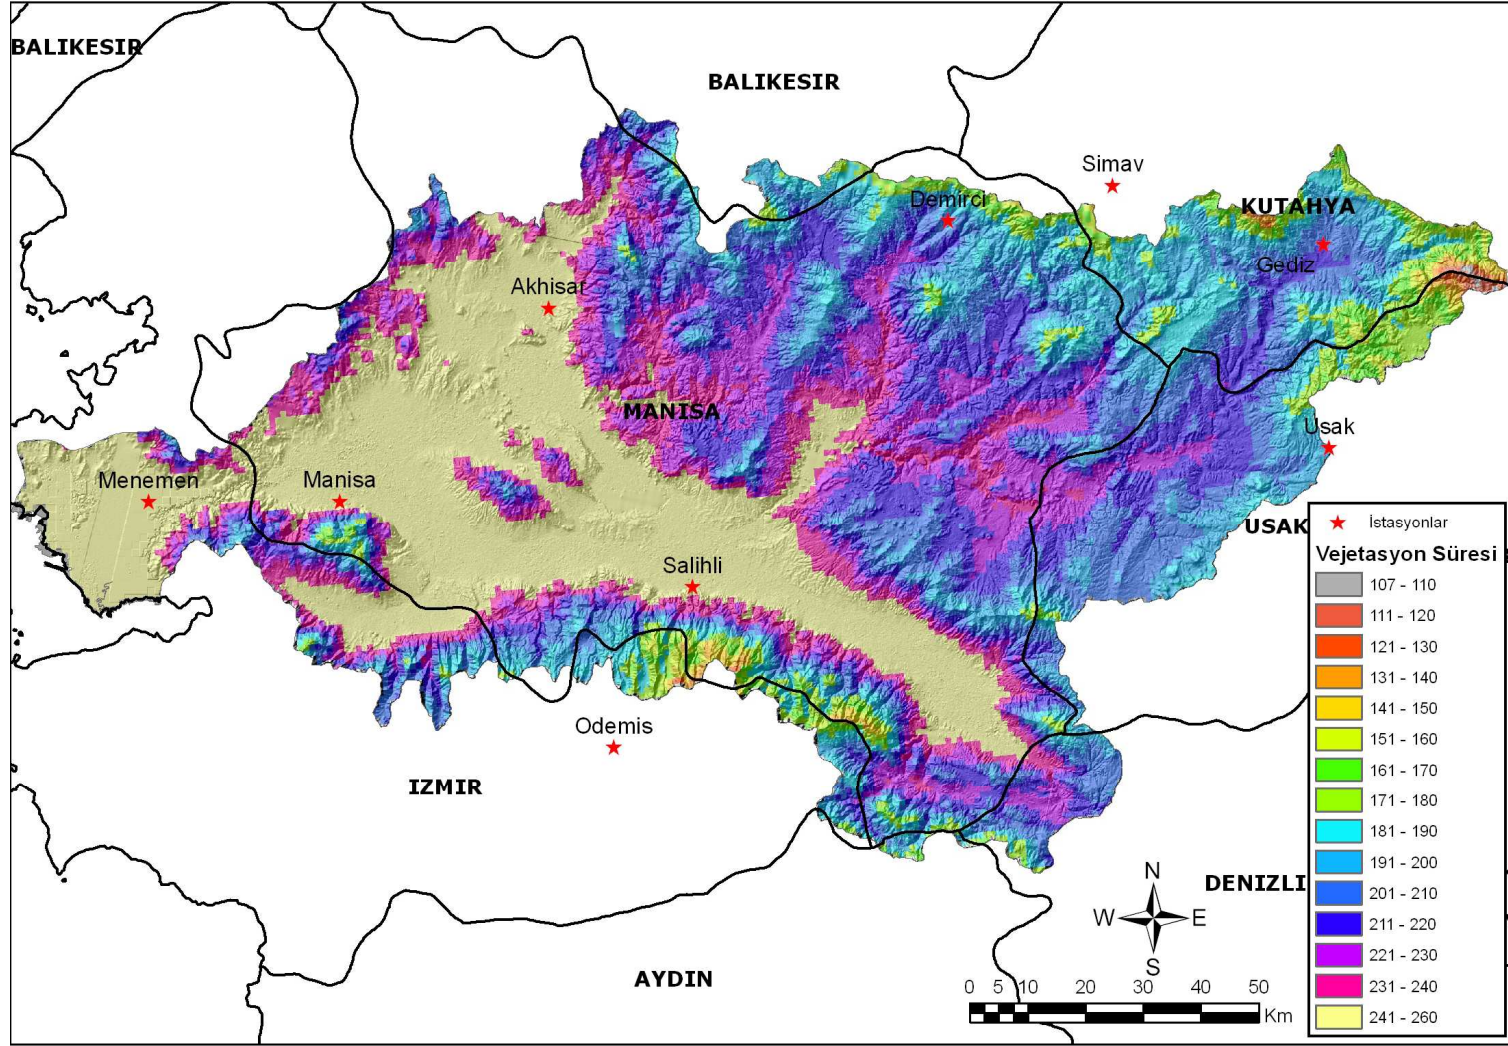 BALIKESIR
BALIKESIR
Simav
Demirci
KUTAHYA
Gediz
Akhisar
MANISA
Usak
Menemen
Manisa
USAK
Salihli
Odemis
IZMIR
DENIZLI
AYDIN
N
W
E
S
0 5 10 20 30 40 50
Km
İstasyonlar
Vejetasyon Süresi
107 - 110
111 - 120
121 - 130
131 - 140
141 - 150
151 - 160
161 - 170
171 - 180
181 - 190
191 - 200
201 - 210
211 - 220
221 - 230
231 - 240
241 - 260